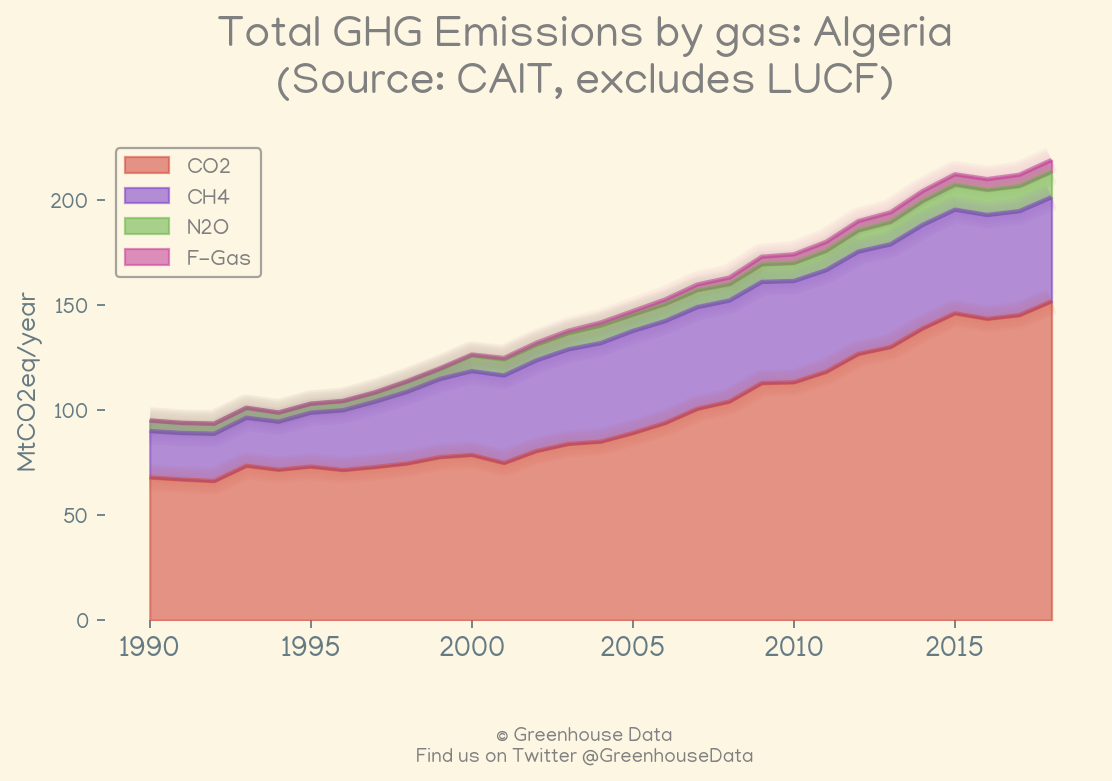 Total GHG Emissions by gas: Algeria
(Source: CAIT, excludes LUCF)
CO2
CH4
N2O
F-Gas
MtCO2eq/year
200
150
100
50
0
1990 1995 2000 2005 2010 2015
© Greenhouse Data
Find us on Twitter @GreenhouseData